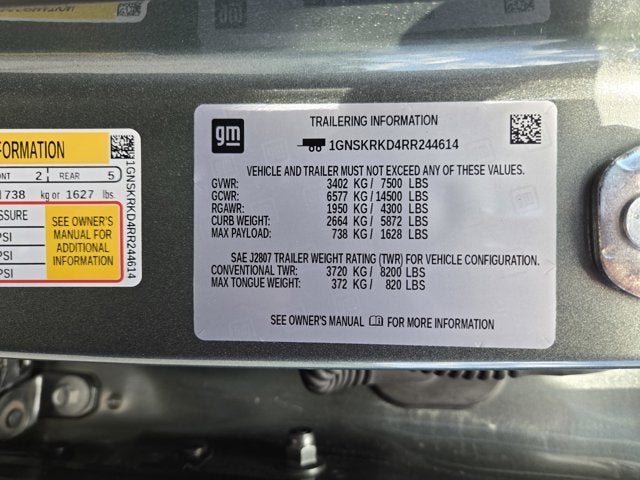 FORMATION
ONT 2 REAR 5
738 kg or 1627 lbs
ESSURE
PSI
PSI
PSI
SEE OWNER'S
MANUAL FOR
ADDITIONAL
INFORMATION
1GNSKRKD4RR244614
gm
TRAILERING INFORMATION
1GNSKRKD4RR244614
VEHICLE AND TRAILER MUST NOT EXCEED ANY OF THESE VALUES.
GVWR: 3402 KG / 7500 LBS
GCWR: 6577 KG / 14500 LBS
RGAWR: 1950 KG / 4300 LBS
CURB WEIGHT: 2664 KG / 5872 LBS
MAX PAYLOAD: 738 KG / 1628 LBS
SAE J2807 TRAILER WEIGHT RATING (TWR) FOR VEHICLE CONFIGURATION.
CONVENTIONAL TWR: 3720 KG / 8200 LBS
MAX TONGUE WEIGHT: 372 KG / 820 LBS
SEE OWNER'S MANUAL FOR MORE INFORMATION